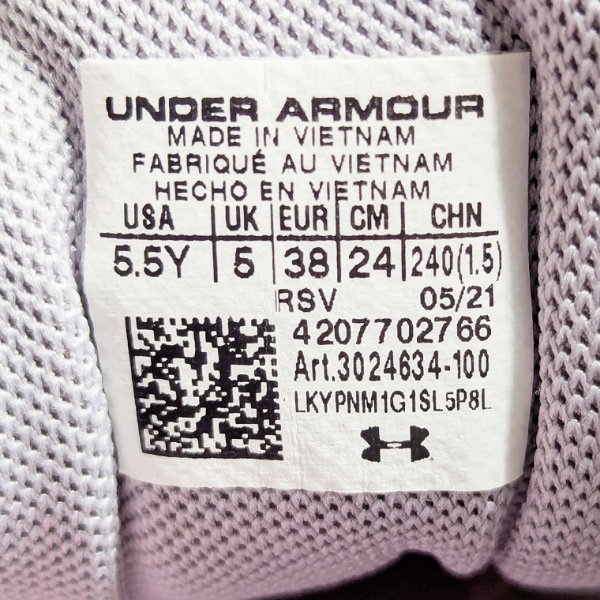 UNDER ARMOUR
MADE IN VIETNAM
FABRIQUÉ AU VIETNAM
HECHO EN VIETNAM
USA UK EUR CM CHN
5.5Y 5 38 24 240(1.5)
RSV 05/21
4207702766
Art.3024634-100
LKYPNM1G1SL5P8L